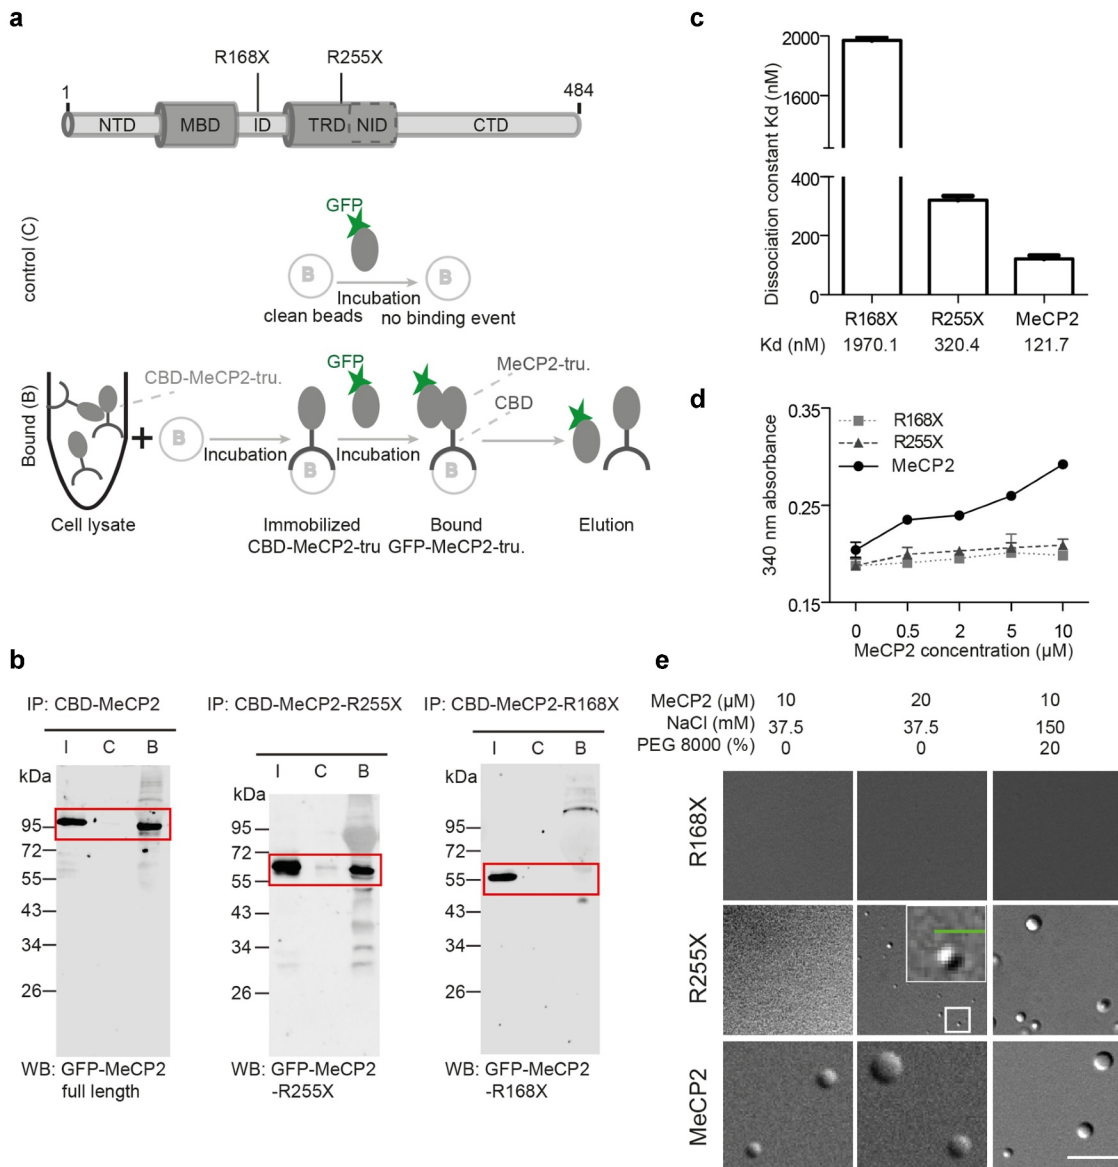 a
R168X
R255X
1
484
NTD
MBD
ID
TRD
NID
CTD
control (C)
GFP
B
B
Incubation
clean beads
no binding event
Bound (B)
CBD-MeCP2-tru.
GFP
MeCP2-tru.
CBD
B
B
B
Incubation
Incubation
Cell lysate
Immobilized
CBD-MeCP2-tru
Bound
GFP-MeCP2-tru.
Elution
b
IP: CBD-MeCP2
I C B
kDa
95
72
55
43
34
26
WB: GFP-MeCP2
full length
IP: CBD-MeCP2-R255X
I C B
kDa
95
72
55
43
34
26
WB: GFP-MeCP2
-R255X
IP: CBD-MeCP2-R168X
I C B
kDa
95
72
55
43
34
26
WB: GFP-MeCP2
-R168X
c
Dissociation constant Kd (nM)
2000
1600
400
200
0
R168X R255X MeCP2
Kd (nM) 1970.1 320.4 121.7
d
340 nm absorbance
0.35
0.25
0.15
R168X
R255X
MeCP2
0 0.5 2 5 10
MeCP2 concentration (µM)
e
MeCP2 (µM) 10 20 10
NaCl (mM) 37.5 37.5 150
PEG 8000 (%) 0 0 20
R168X
R255X
MeCP2